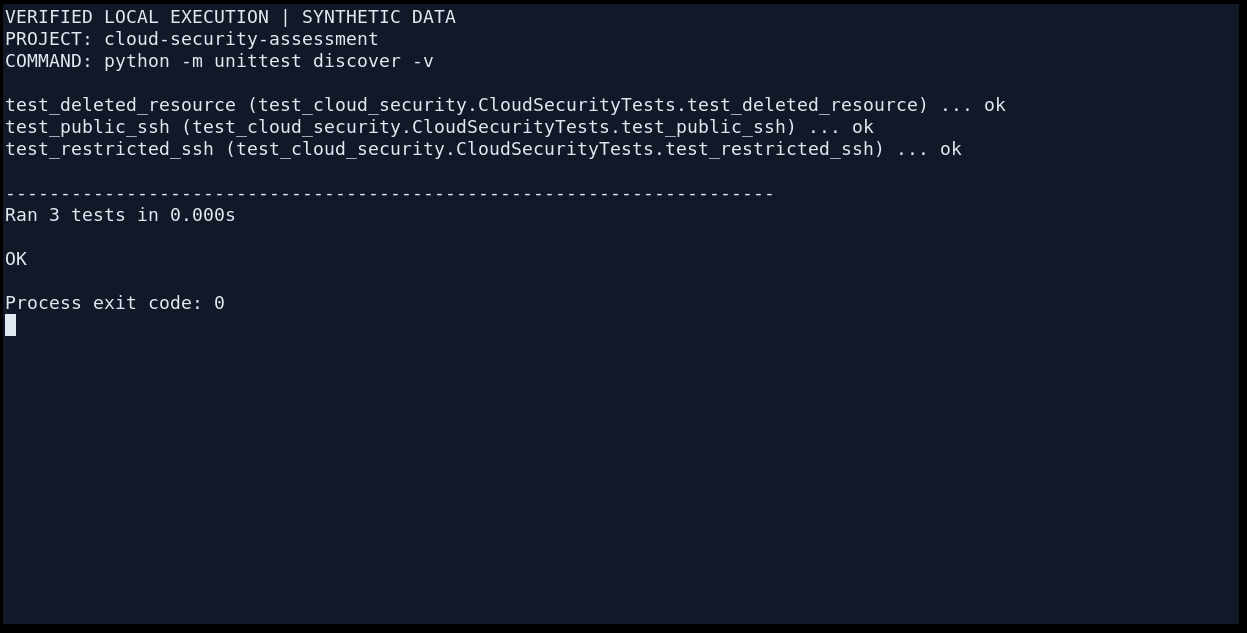 VERIFIED LOCAL EXECUTION | SYNTHETIC DATA
PROJECT: cloud-security-assessment
COMMAND: python -m unittest discover -v
test_deleted_resource (test_cloud_security.CloudSecurityTests.test_deleted_resource) ... ok
test_public_ssh (test_cloud_security.CloudSecurityTests.test_public_ssh) ... ok
test_restricted_ssh (test_cloud_security.CloudSecurityTests.test_restricted_ssh) ... ok
----------------------------------------------------------------------
Ran 3 tests in 0.000s
OK
Process exit code: 0